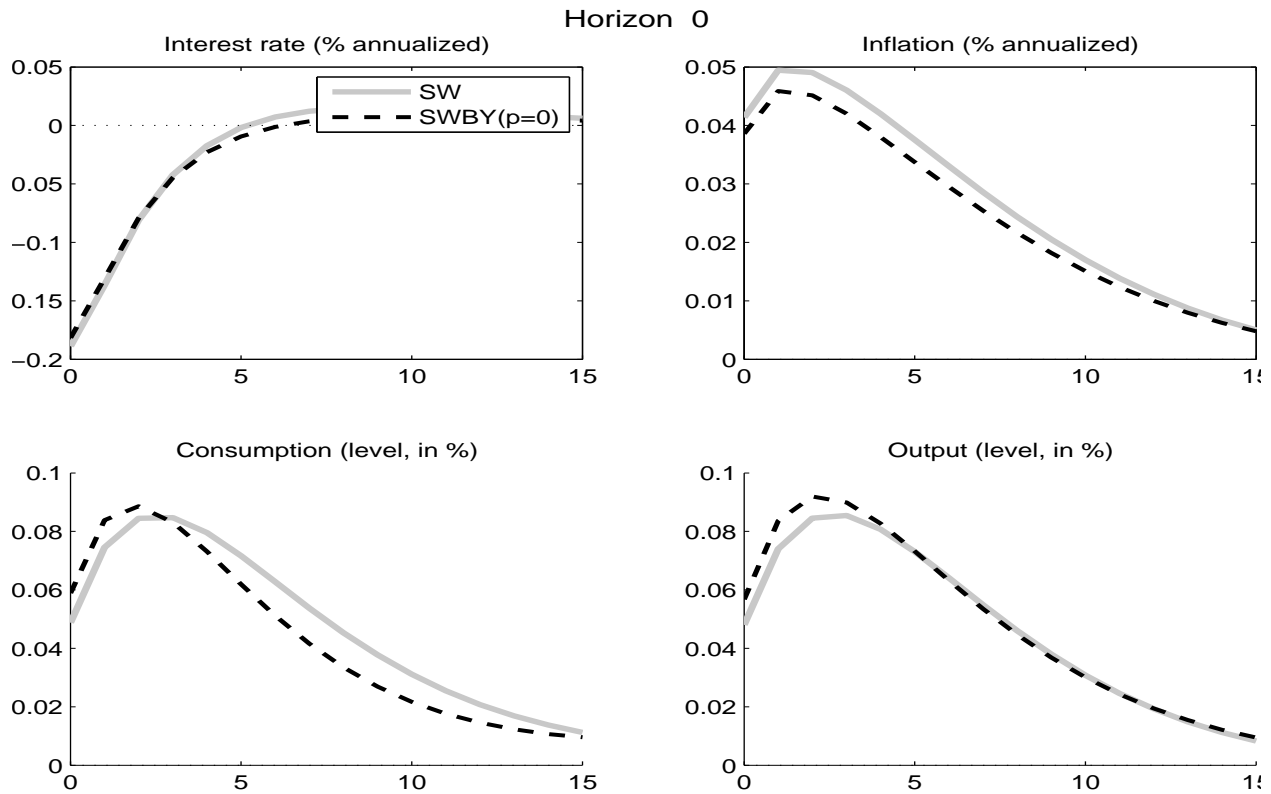 Horizon 0
Interest rate (% annualized)
0.05
0
0.05
−0.1
0.15
−0.2
0 5 10 15
SW
SWBY(p=0)
Inflation (% annualized)
0.05
0.04
0.03
0.02
0.01
0
0 5 10 15
Consumption (level, in %)
0.1
0.08
0.06
0.04
0.02
0
0 5 10 15
Output (level, in %)
0.1
0.08
0.06
0.04
0.02
0
0 5 10 15